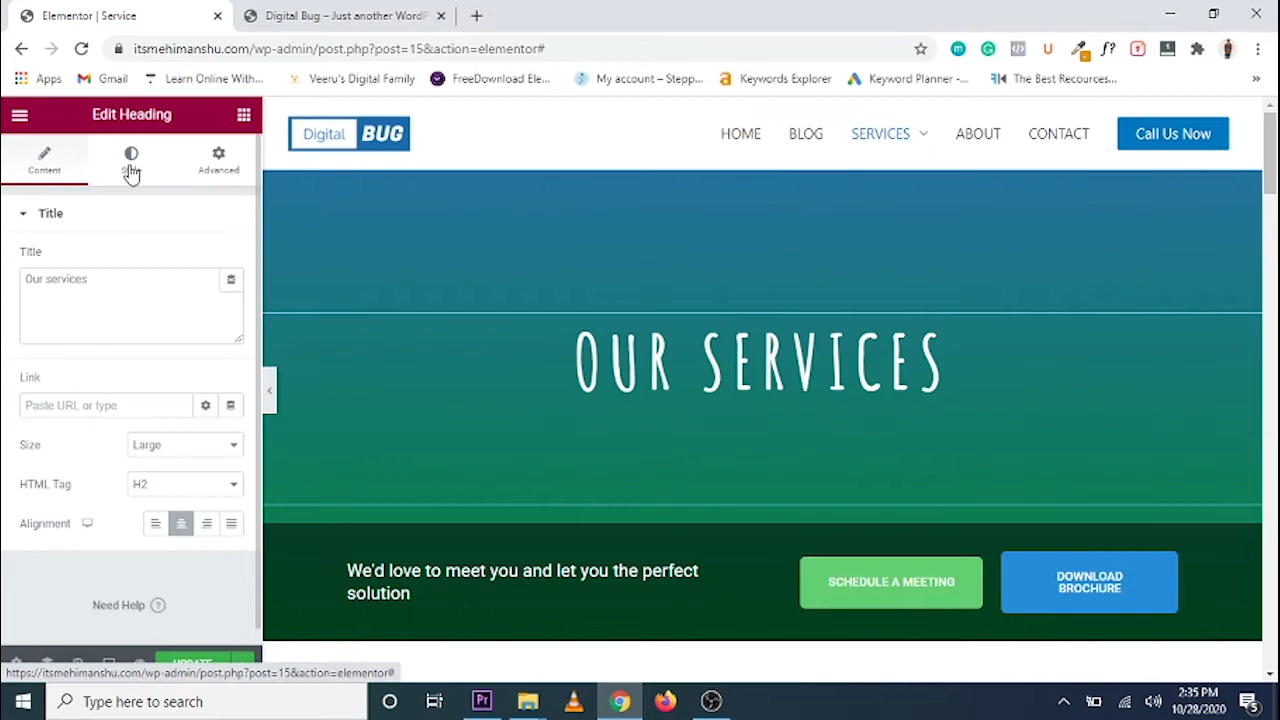 Elementor | Service
Digital Bug – Just another WordP
itsmehimanshu.com/wp-admin/post.php?post=15&action=elementor#
Apps
Gmail
Learn Online With...
Veeru's Digital Family
FreeDownload Ele...
My account – Stepp...
Keywords Explorer
Keyword Planner -...
The Best Recources...
Edit Heading
Content
Style
Advanced
Digital BUG
HOME
BLOG
SERVICES
ABOUT
CONTACT
Call Us Now
Title
Title
Our services
Link
Paste URL or type
Size
Large
HTML Tag
H2
Alignment
Need Help
UPDATE
OUR SERVICES
We'd love to meet you and let you the perfect
solution
SCHEDULE A MEETING
DOWNLOAD
BROCHURE
https://itsmehimanshu.com/wp-admin/post.php?post=15&action=elementor#
Type here to search
2:35 PM
10/28/2020
5